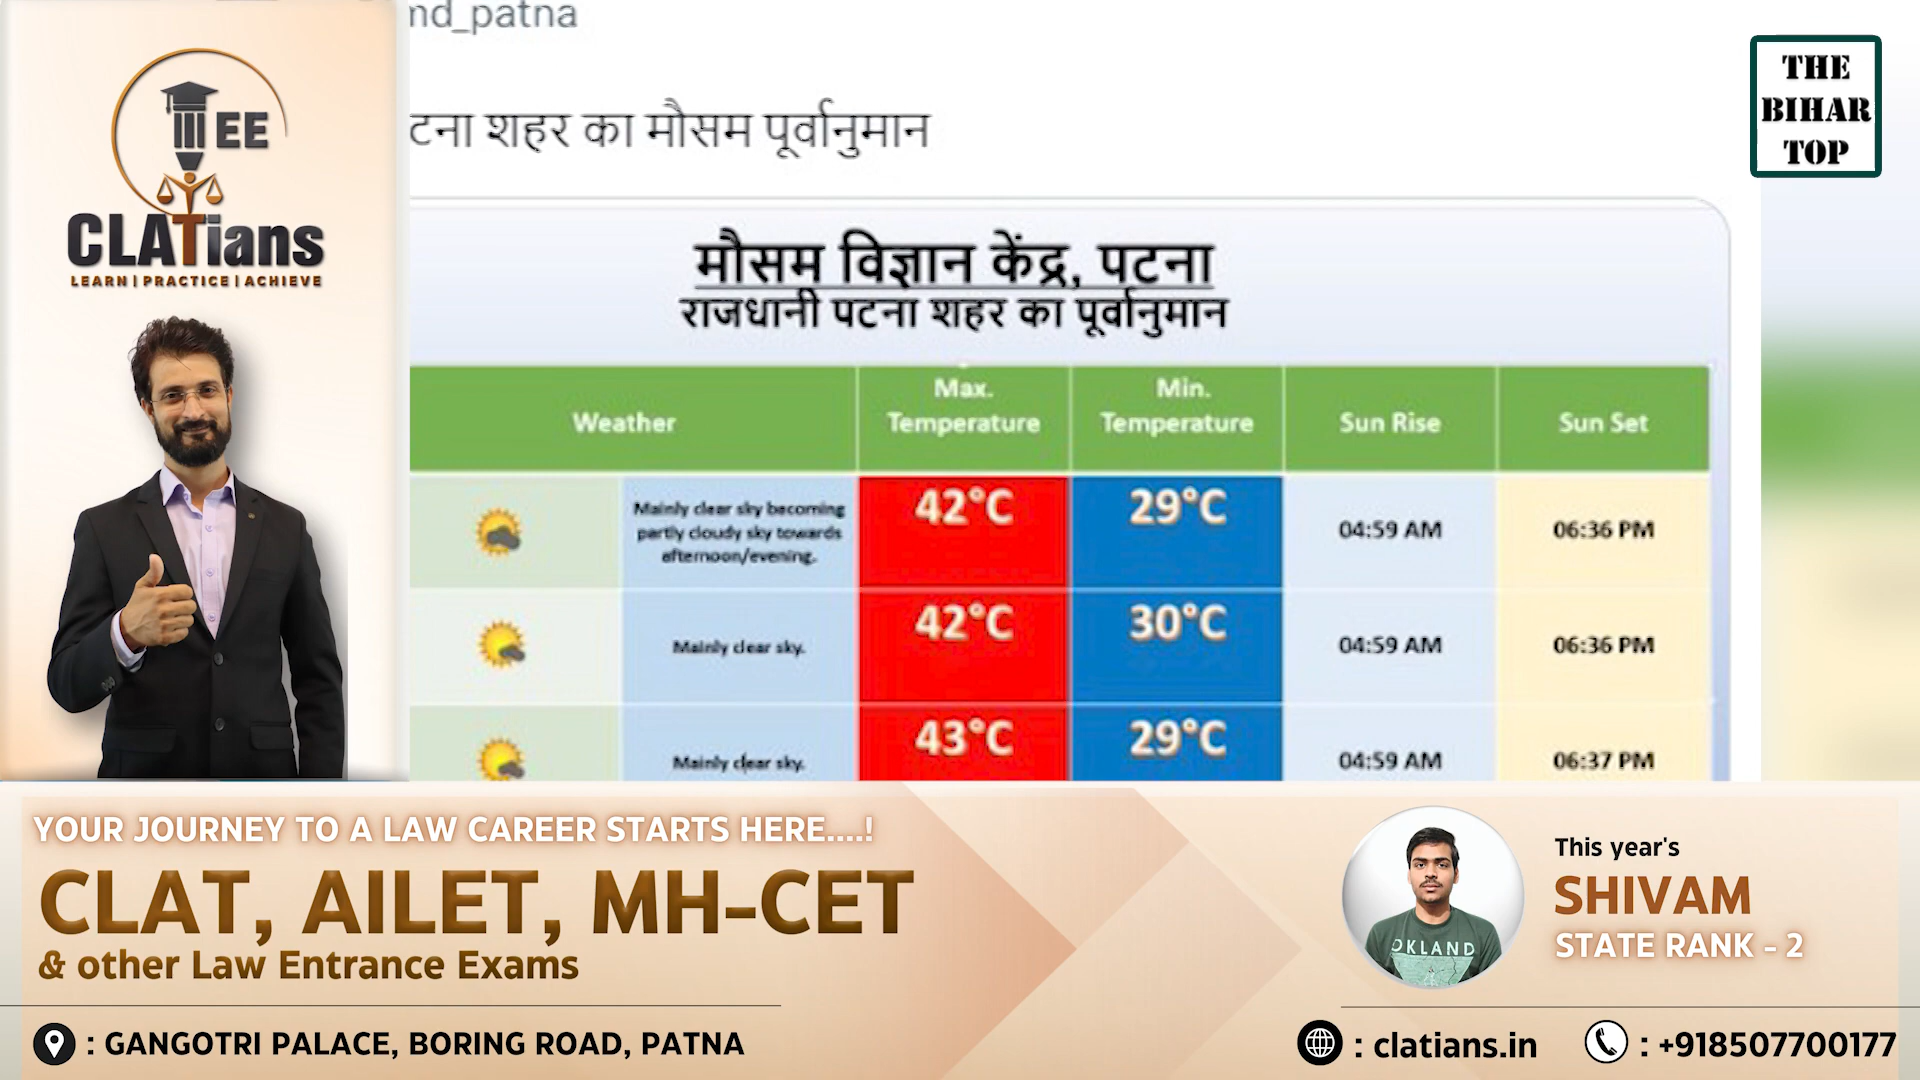 md_patna
टना शहर का मौसम पूर्वानुमान
THE
BIHAR
TOP
EE
CLATians
LEARN | PRACTICE | ACHIEVE
मौसम विज्ञान केंद्र, पटना
राजधानी पटना शहर का पूर्वानुमान
Weather
Max.
Temperature
Min.
Temperature
Sun Rise
Sun Set
Mainly clear sky becoming
partly cloudy sky towards
afternoon/evening.
42°C
29°C
04:59 AM
06:36 PM
Mainly clear sky.
42°C
30°C
04:59 AM
06:36 PM
Mainly clear sky.
43°C
29°C
04:59 AM
06:37 PM
YOUR JOURNEY TO A LAW CAREER STARTS HERE....!
CLAT, AILET, MH-CET
& other Law Entrance Exams
: GANGOTRI PALACE, BORING ROAD, PATNA
This year's
SHIVAM
STATE RANK - 2
OKLAND
: clatians.in
: +918507700177